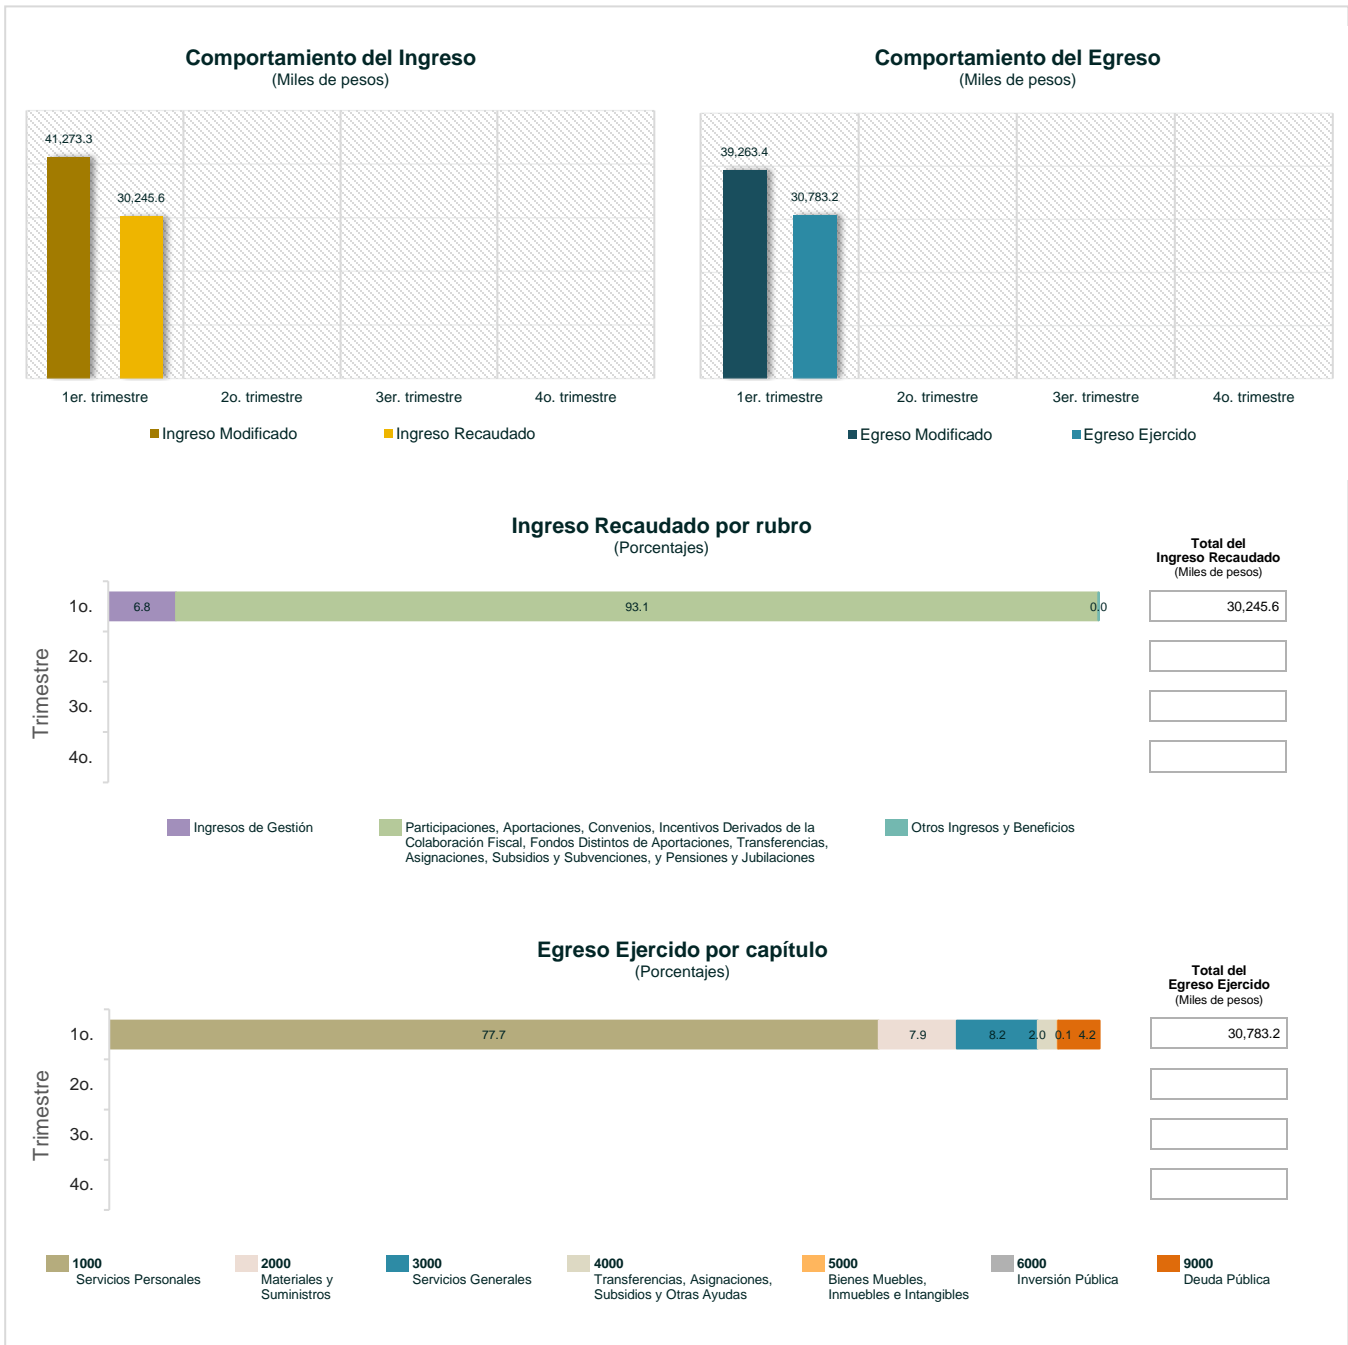 Comportamiento del Ingreso
(Miles de pesos)
41,273.3
30,245.6
1er. trimestre
2o. trimestre
3er. trimestre
4o. trimestre
Ingreso Modificado
Ingreso Recaudado
Comportamiento del Egreso
(Miles de pesos)
39,263.4
30,783.2
1er. trimestre
2o. trimestre
3er. trimestre
4o. trimestre
Egreso Modificado
Egreso Ejercido
Ingreso Recaudado por rubro
(Porcentajes)
Total del
Ingreso Recaudado
(Miles de pesos)
Trimestre
1o.
6.8
93.1
0.0
30,245.6
2o.
3o.
4o.
Ingresos de Gestión
Participaciones, Aportaciones, Convenios, Incentivos Derivados de la
Colaboración Fiscal, Fondos Distintos de Aportaciones, Transferencias,
Asignaciones, Subsidios y Subvenciones, y Pensiones y Jubilaciones
Otros Ingresos y Beneficios
Egreso Ejercido por capítulo
(Porcentajes)
Total del
Egreso Ejercido
(Miles de pesos)
Trimestre
1o.
77.7
7.9
8.2
2.0
0.1
4.2
30,783.2
2o.
3o.
4o.
1000
Servicios Personales
2000
Materiales y
Suministros
3000
Servicios Generales
4000
Transferencias, Asignaciones,
Subsidios y Otras Ayudas
5000
Bienes Muebles,
Inmuebles e Intangibles
6000
Inversión Pública
9000
Deuda Pública